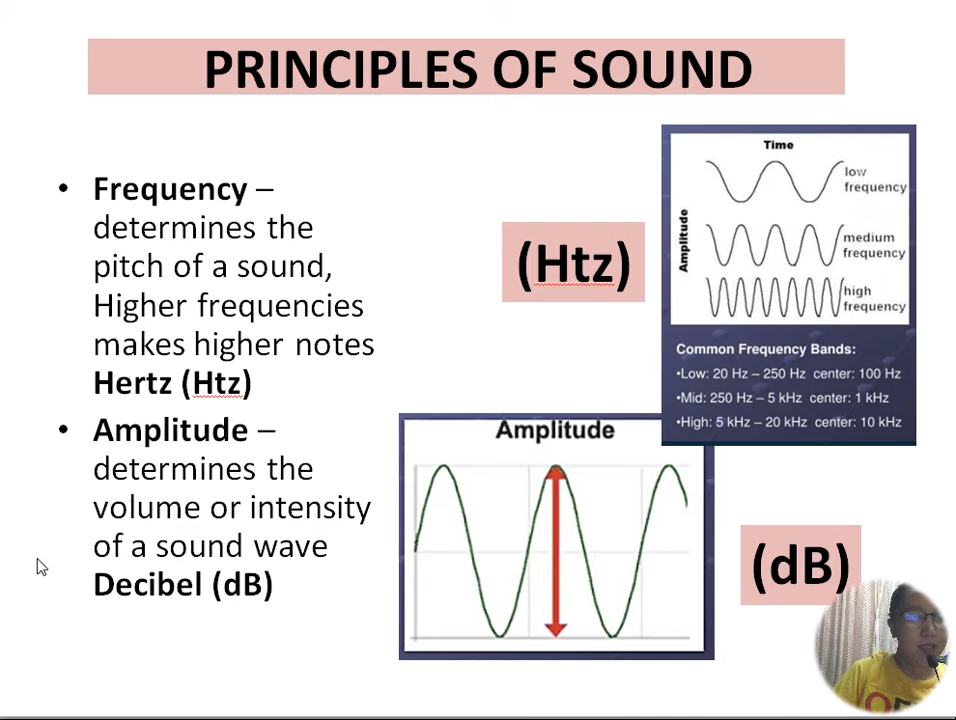 PRINCIPLES OF SOUND
• Frequency –
determines the
pitch of a sound,
Higher frequencies
makes higher notes
Hertz (Htz)
• Amplitude –
determines the
volume or intensity
of a sound wave
Decibel (dB)
(Htz)
Time
Amplitude
low
frequency
medium
frequency
high
frequency
Common Frequency Bands:
•Low: 20 Hz – 250 Hz center: 100 Hz
•Mid: 250 Hz – 5 kHz center: 1 kHz
•High: 5 kHz – 20 kHz center: 10 kHz
Amplitude
(dB)